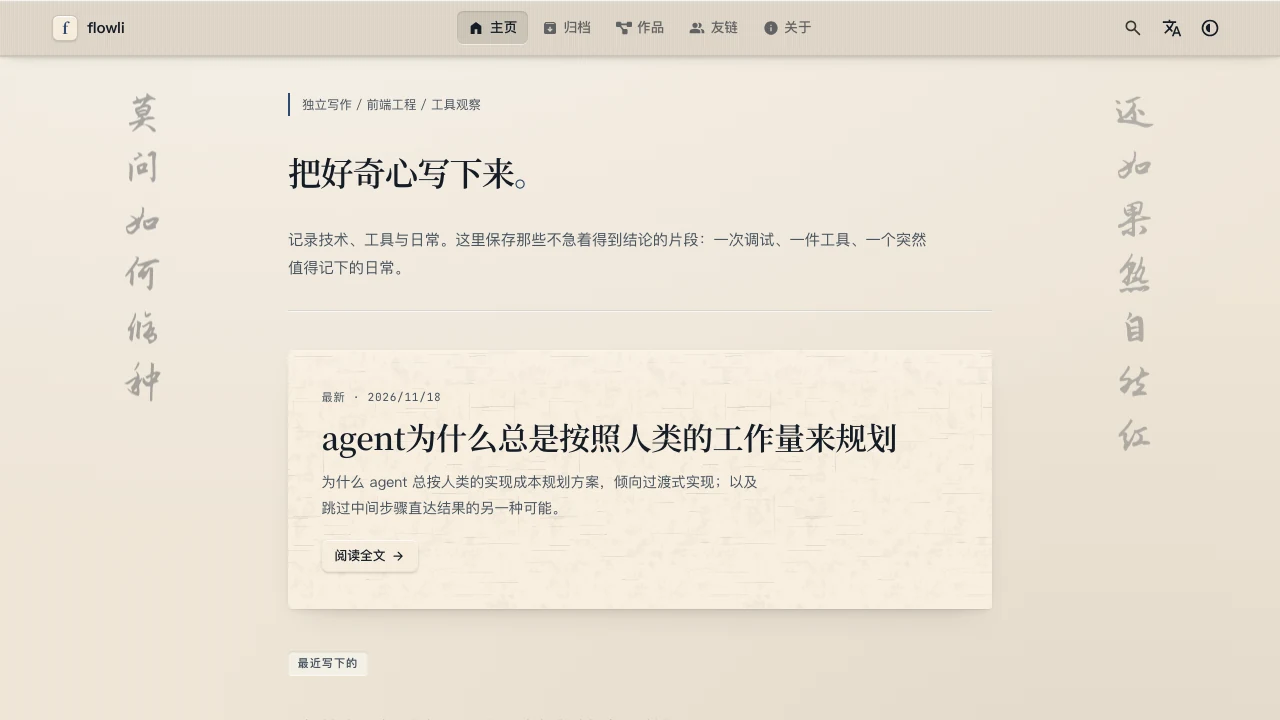 f flowli 主页 归档 作品 友链 关于
独立写作 / 前端工程 / 工具观察
把好奇心写下来。
记录技术、工具与日常。这里保存那些不急着得到结论的片段：一次调试、一件工具、一个突然
值得记下的日常。
莫问如何修种
还如果熟自然红
最新 · 2026/11/18
agent为什么总是按照人类的工作量来规划
为什么 agent 总按人类的实现成本规划方案，倾向过渡式实现；以及
跳过中间步骤直达结果的另一种可能。
阅读全文 →
最近写下的